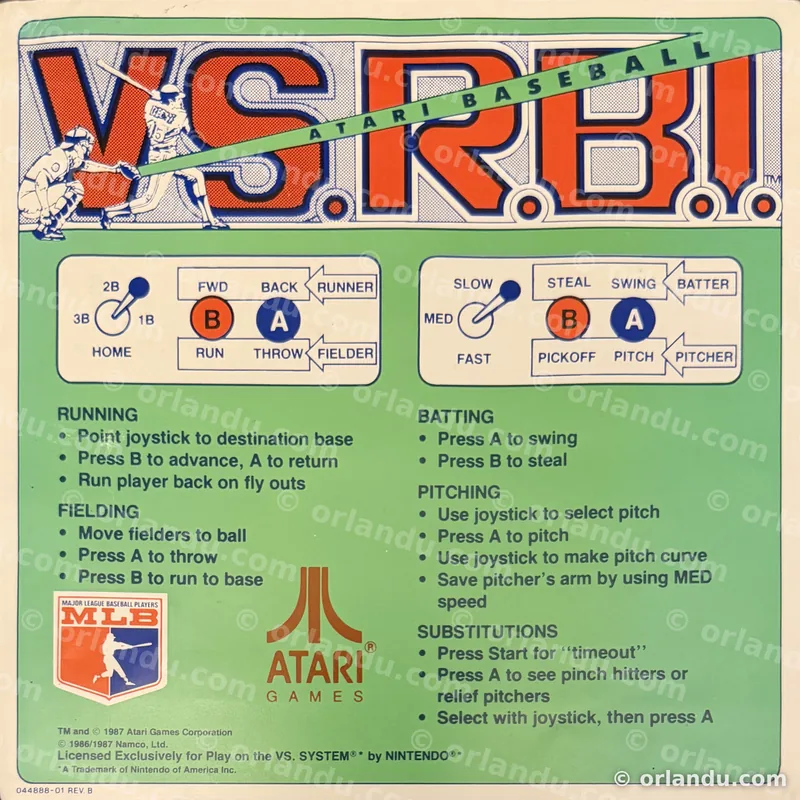 VS. R.B.I. TM
ATARI BASEBALL
2B
3B
1B
HOME
FWD BACK RUNNER
B A
RUN THROW FIELDER
SLOW
MED
FAST
STEAL SWING BATTER
B A
PICKOFF PITCH PITCHER
RUNNING
• Point joystick to destination base
• Press B to advance, A to return
• Run player back on fly outs
FIELDING
• Move fielders to ball
• Press A to throw
• Press B to run to base
BATTING
• Press A to swing
• Press B to steal
PITCHING
• Use joystick to select pitch
• Press A to pitch
• Use joystick to make pitch curve
• Save pitcher's arm by using MED
speed
SUBSTITUTIONS
• Press Start for "timeout"
• Press A to see pinch hitters or
relief pitchers
• Select with joystick, then press A
MAJOR LEAGUE BASEBALL PLAYERS
MLB
ATARI®
GAMES
TM and © 1987 Atari Games Corporation
© 1986/1987 Namco, Ltd.
Licensed Exclusively for Play on the VS. SYSTEM®* by NINTENDO®*
*A Trademark of Nintendo of America Inc.
044888-01 REV B
© orlandu.com